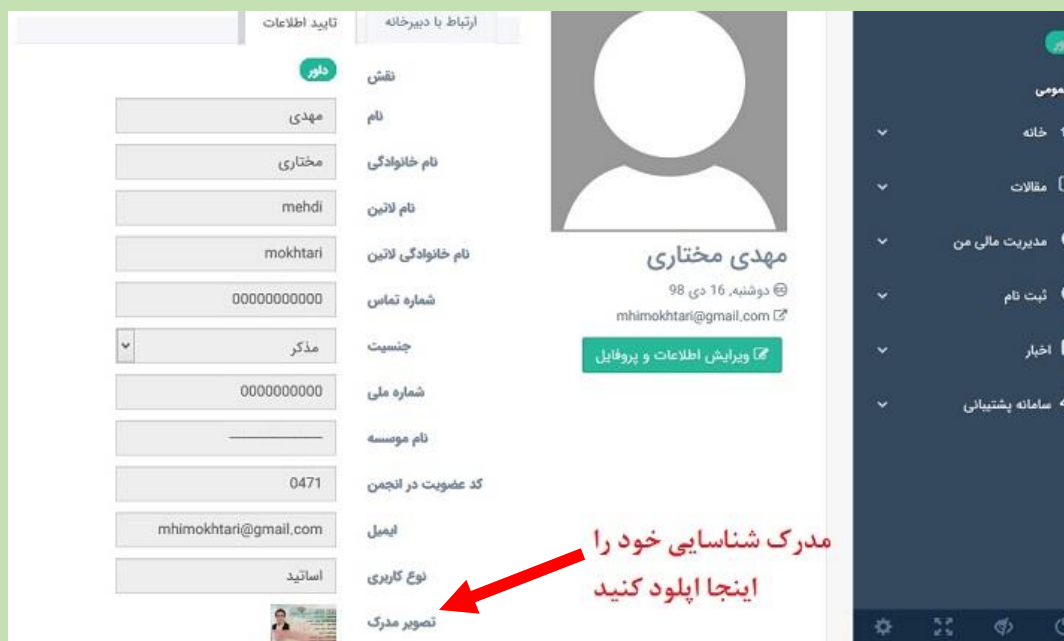 داور
خانه
مقالات
مدیریت مالی من
ثبت نام
اخبار
سامانه پشتیبانی
مهدی مختاری
دوشنبه, 16 دی 98
mhimokhtari@gmail.com
ویرایش اطلاعات و پروفایل
مدرک شناسایی خود را
اینجا اپلود کنید
ارتباط با دبیرخانه
تایید اطلاعات
نقش داور
نام مهدی
نام خانوادگی مختاری
نام لاتین mehdi
نام خانوادگی لاتین mokhtari
شماره تماس 00000000000
جنسیت مذکر
شماره ملی 0000000000
نام موسسه ---------------
کد عضویت در انجمن 0471
ایمیل mhimokhtari@gmail.com
نوع کاربری اساتید
تصویر مدرک